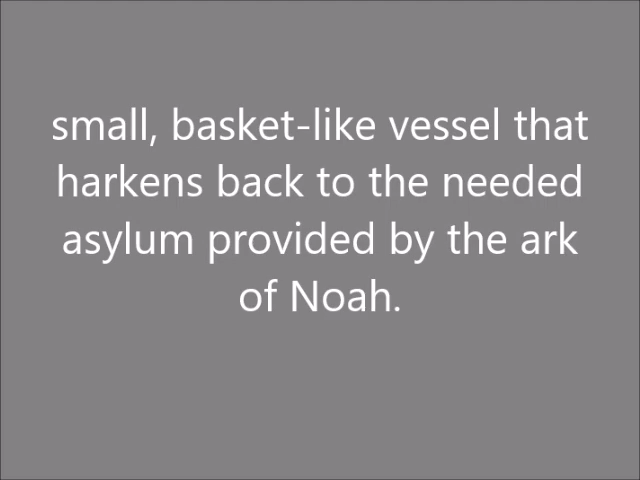 small, basket-like vessel that
harkens back to the needed
asylum provided by the ark
of Noah.